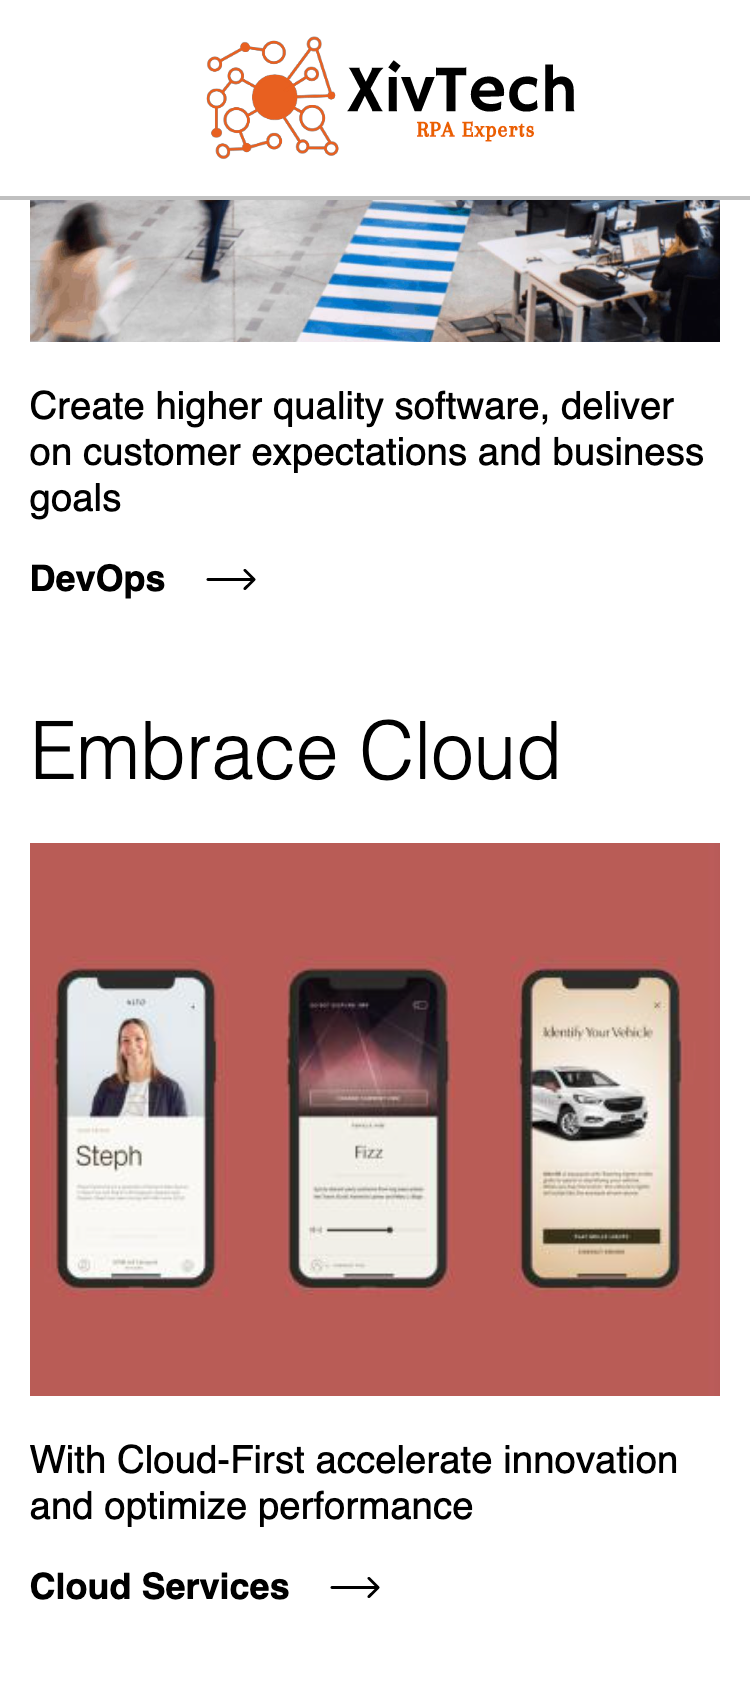 XivTech
RPA Experts
Create higher quality software, deliver
on customer expectations and business
goals
DevOps
Embrace Cloud
ALTO
Steph
Fizz
Identify Your Vehicle
With Cloud-First accelerate innovation
and optimize performance
Cloud Services